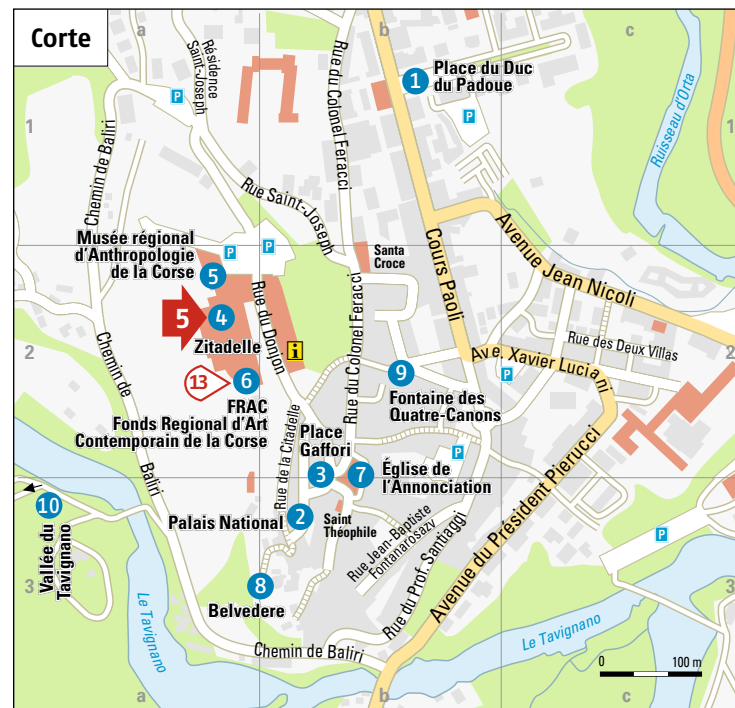 Corte
a
b
c
Résidence
Saint-Joseph
Rue du Colonel Feracci
1
Place du Duc
du Padoue
P
P
1
1
Ruisseau d'Orta
Chemin de Baliri
Rue Saint-Joseph
Cours Paoli
Avenue Jean Nicoli
Musée régional
d'Anthropologie
de la Corse
P
P
Santa
Croce
5
5
4
Zitadelle
Rue du Donjon
i
Rue du Colonel Feracci
Rue des Deux Villas
2
2
Ave. Xavier Luciani
Chemin de
Baliri
13
6
FRAC
Fonds Regional d'Art
Contemporain de la Corse
9
Fontaine des
Quatre-Canons
P
Place
Gaffori
Rue de la Citadelle
3
7
Église de
l'Annonciation
P
Avenue du Président Pierucci
10
Vallée du
Tavignano
Palais National
2
Saint
Théophile
Rue Jean-Baptiste
Fontanarosazv
Rue du Prof. Santiaggi
P
3
3
8
Belvedere
Le Tavignano
Chemin de Baliri
Le Tavignano
0
100 m
a
b
c